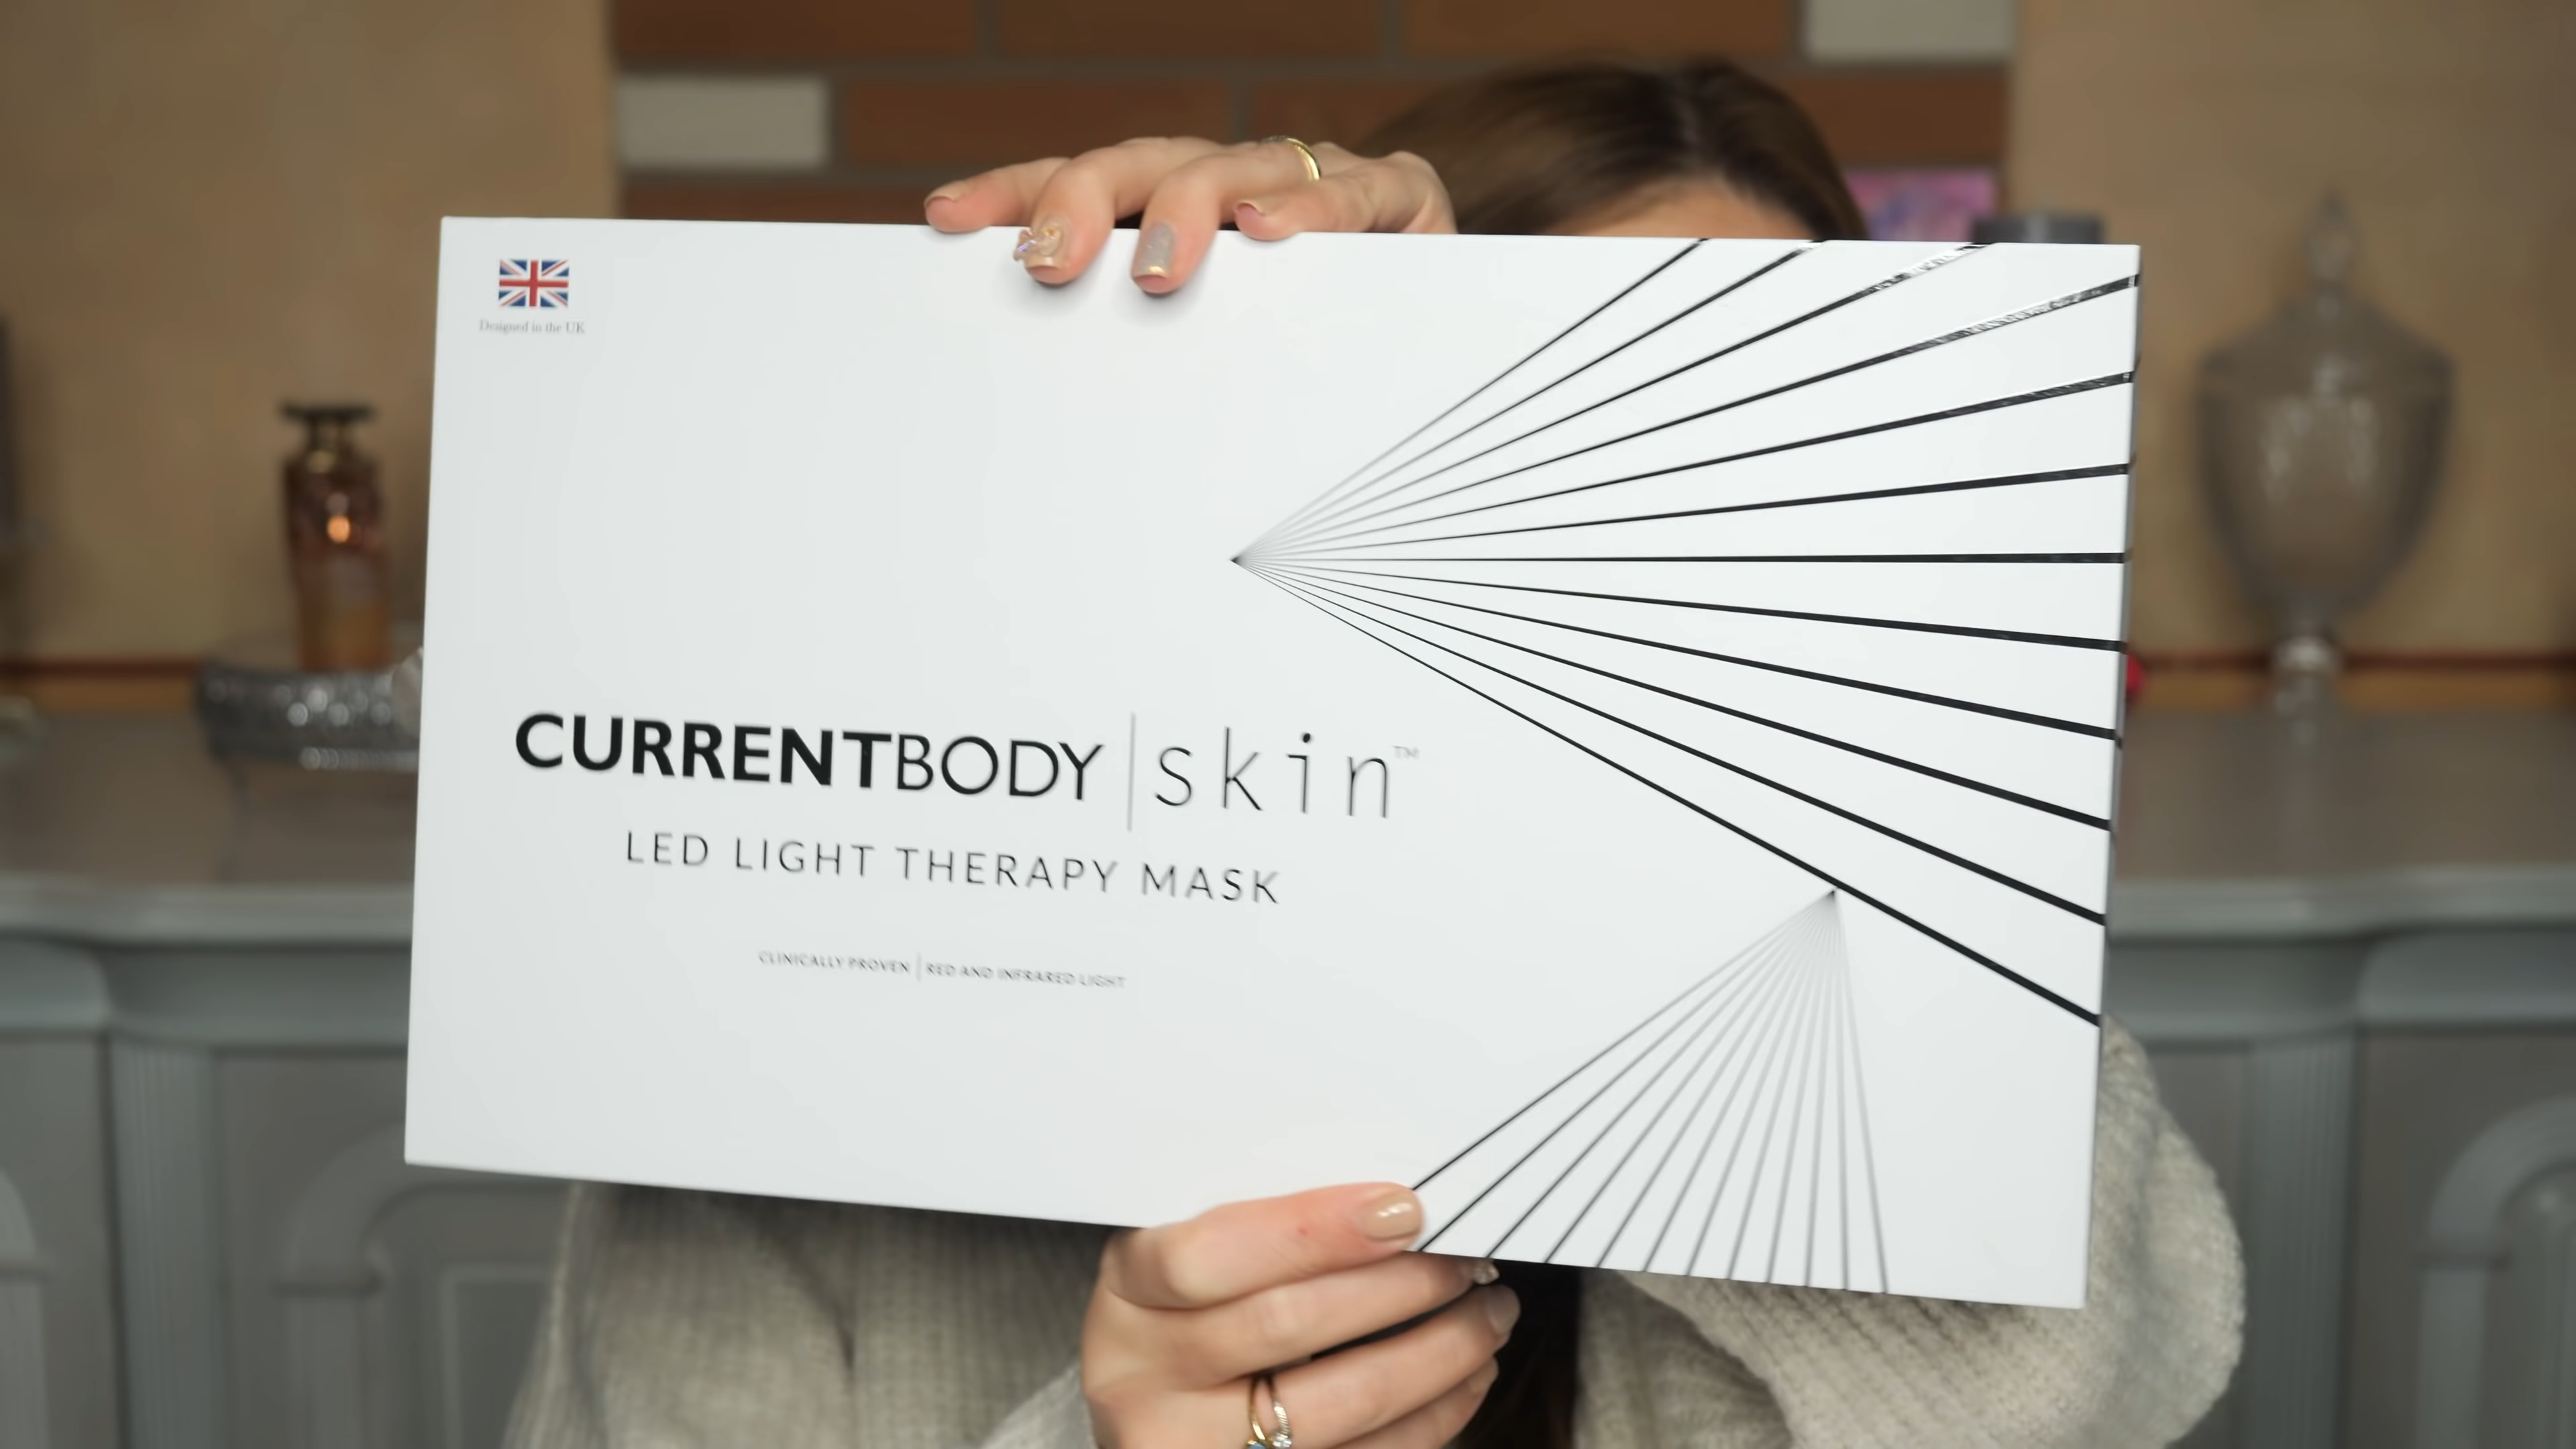 Designed in the UK
CURRENTBODY | skin™
LED LIGHT THERAPY MASK
CLINICALLY PROVEN | RED AND INFRARED LIGHT